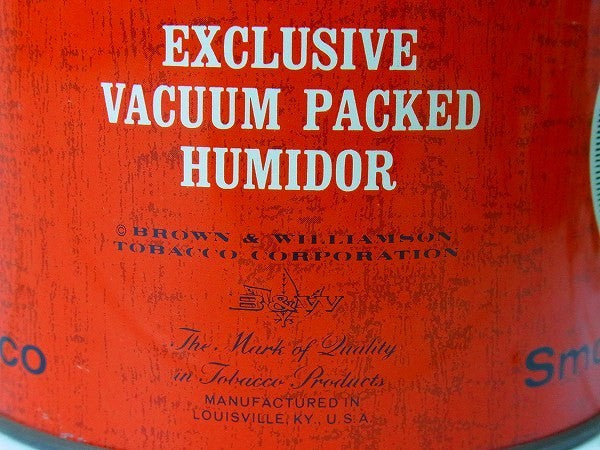 EXCLUSIVE
VACUUM PACKED
HUMIDOR
© BROWN & WILLIAMSON
TOBACCO CORPORATION
The Mark of Quality
in Tobacco Products
MANUFACTURED IN
LOUISVILLE, KY., U.S.A.